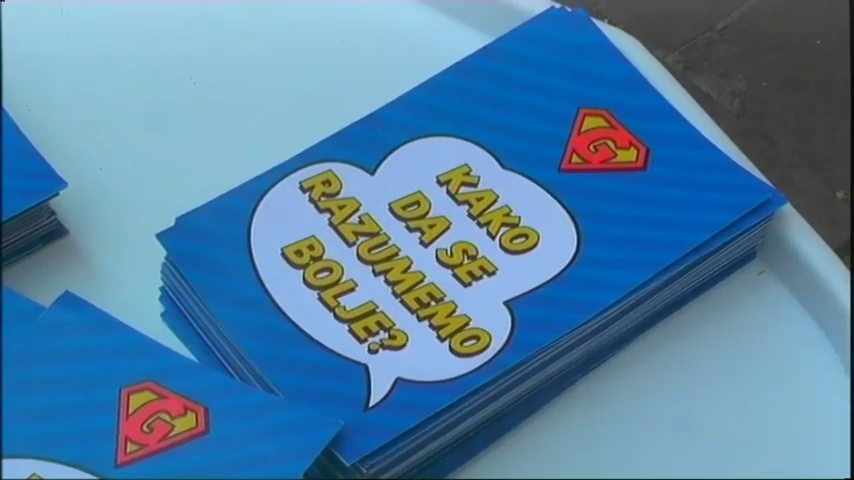 KAKO
DA SE
RAZUMEMO
BOLJE?
G
G